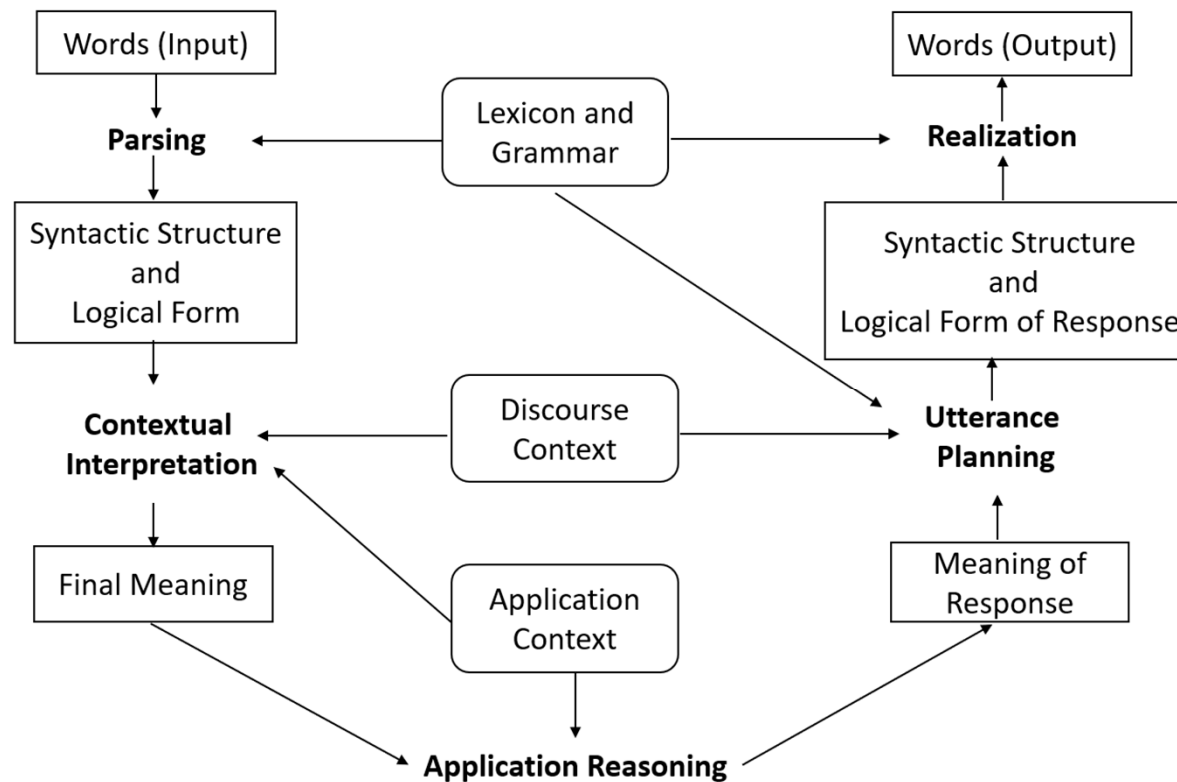 Words (Input)
Words (Output)
Lexicon and
Grammar
Parsing
Realization
Syntactic Structure
and
Logical Form
Syntactic Structure
and
Logical Form of Response
Discourse
Context
Contextual
Interpretation
Utterance
Planning
Final Meaning
Application
Context
Meaning of
Response
Application Reasoning